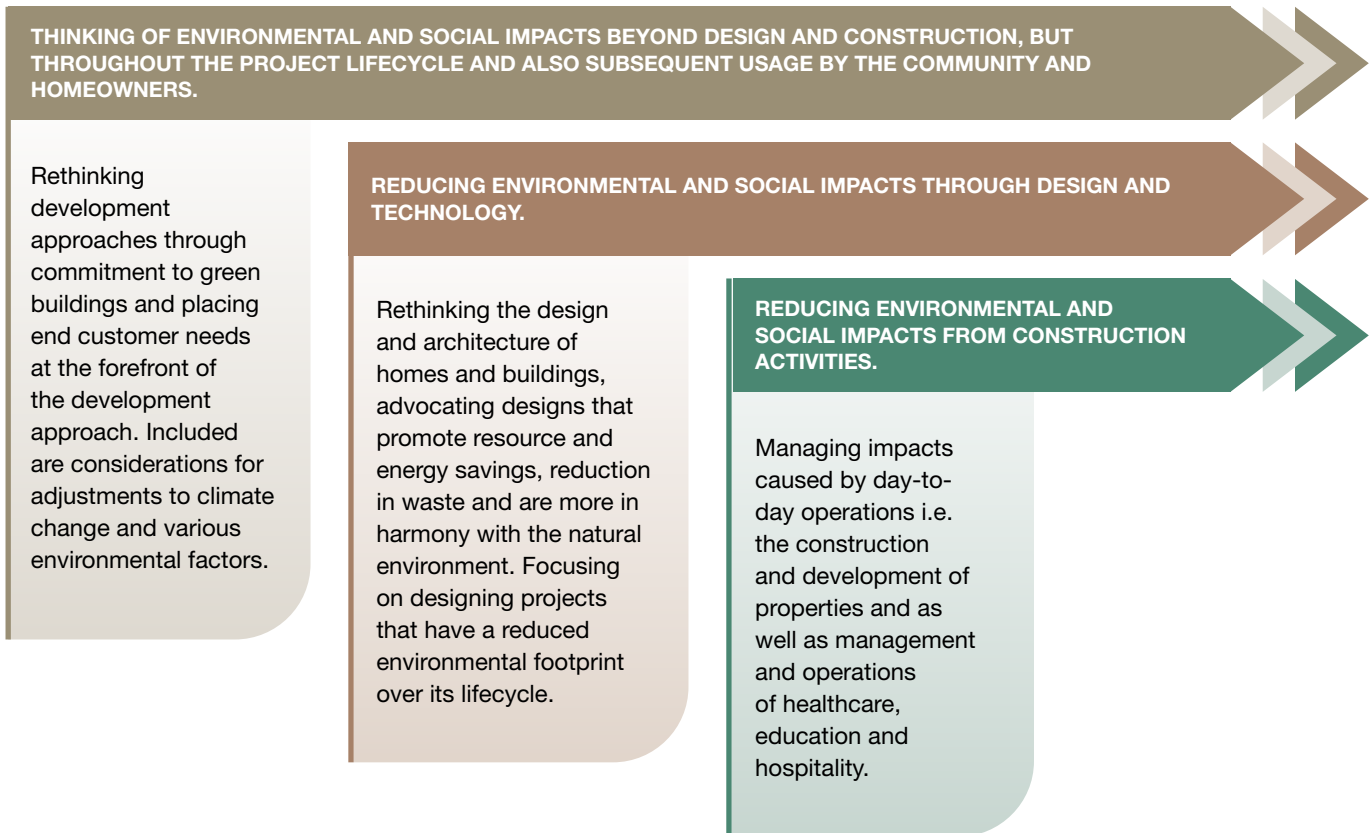 THINKING OF ENVIRONMENTAL AND SOCIAL IMPACTS BEYOND DESIGN AND CONSTRUCTION, BUT
THROUGHOUT THE PROJECT LIFECYCLE AND ALSO SUBSEQUENT USAGE BY THE COMMUNITY AND
HOMEOWNERS.
Rethinking
development
approaches through
commitment to green
buildings and placing
end customer needs
at the forefront of
the development
approach. Included
are considerations for
adjustments to climate
change and various
environmental factors.
REDUCING ENVIRONMENTAL AND SOCIAL IMPACTS THROUGH DESIGN AND
TECHNOLOGY.
Rethinking the design
and architecture of
homes and buildings,
advocating designs that
promote resource and
energy savings, reduction
in waste and are more in
harmony with the natural
environment. Focusing
on designing projects
that have a reduced
environmental footprint
over its lifecycle.
REDUCING ENVIRONMENTAL AND
SOCIAL IMPACTS FROM CONSTRUCTION
ACTIVITIES.
Managing impacts
caused by day-to-
day operations i.e.
the construction
and development of
properties and as
well as management
and operations
of healthcare,
education and
hospitality.